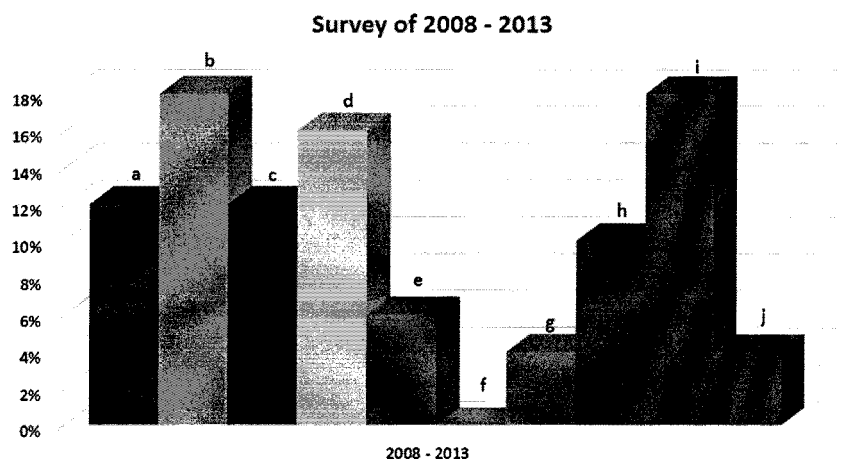 Survey of 2008 - 2013
b
i
d
a
c
h
e
g
j
f
18%
16%
14%
12%
10%
8%
6%
4%
2%
0%
2008 - 2013